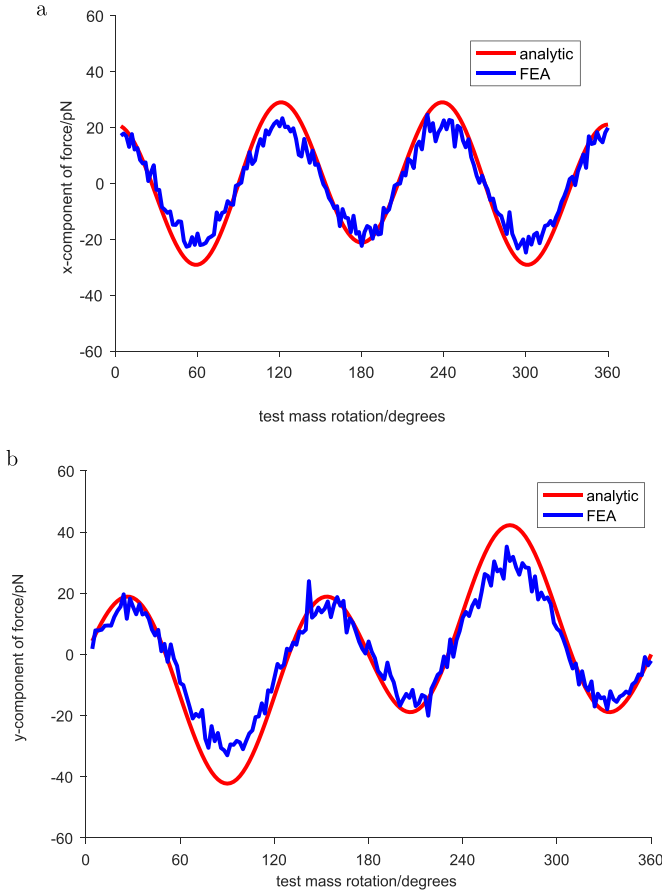 a
60
40
20
0
-20
-40
-60
x-component of force/pN
analytic
FEA
0 60 120 180 240 300 360
test mass rotation/degrees
b
60
40
20
0
-20
-40
-60
y-component of force/pN
analytic
FEA
0 60 120 180 240 300 360
test mass rotation/degrees